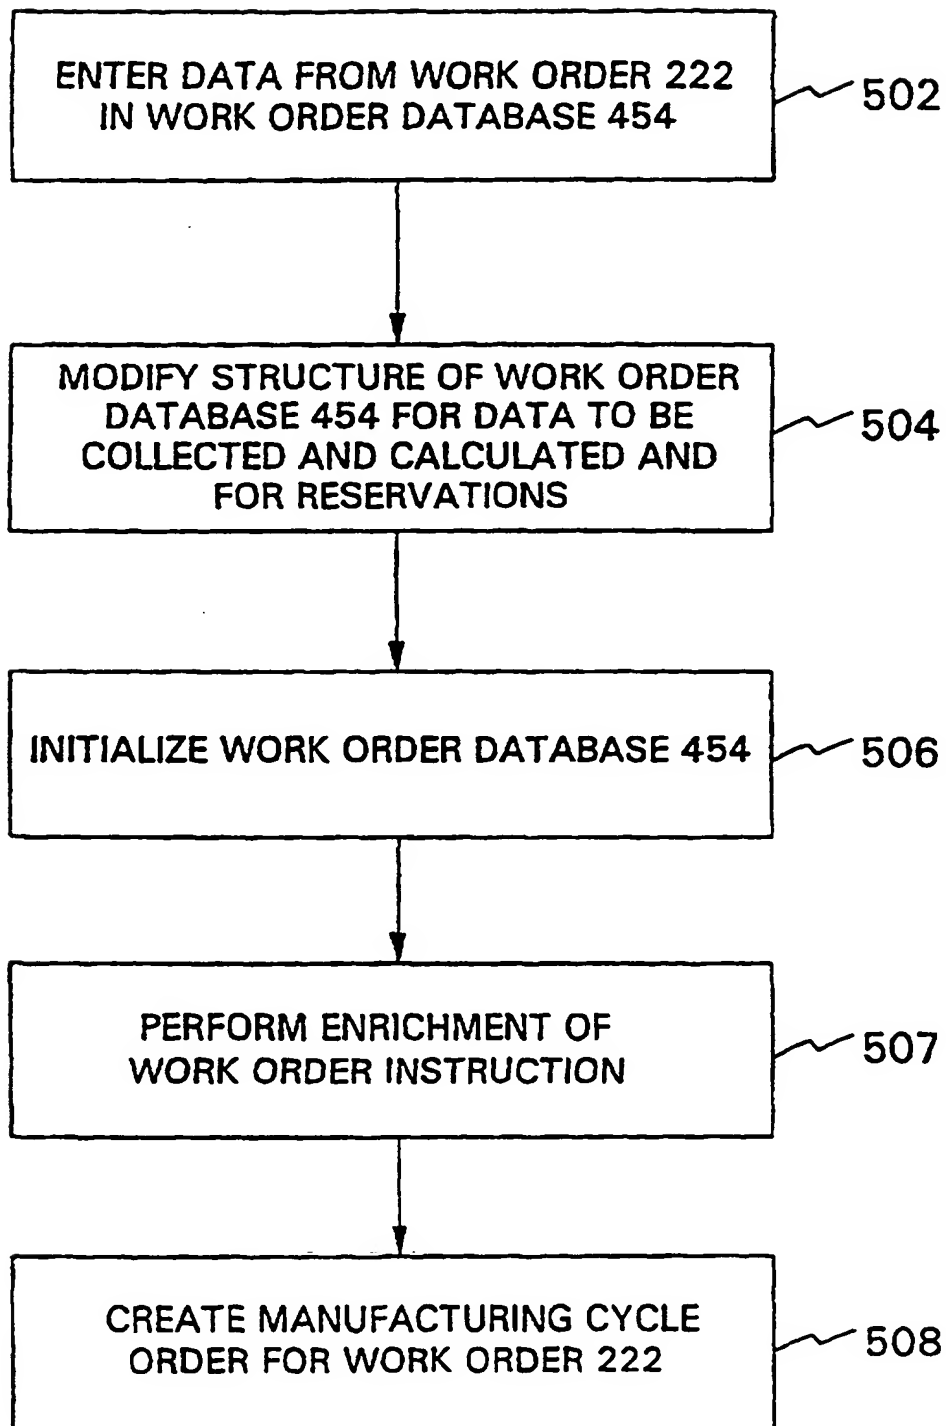 ENTER DATA FROM WORK ORDER 222
IN WORK ORDER DATABASE 454
502
MODIFY STRUCTURE OF WORK ORDER
DATABASE 454 FOR DATA TO BE
COLLECTED AND CALCULATED AND
FOR RESERVATIONS
504
INITIALIZE WORK ORDER DATABASE 454
506
PERFORM ENRICHMENT OF
WORK ORDER INSTRUCTION
507
CREATE MANUFACTURING CYCLE
ORDER FOR WORK ORDER 222
508